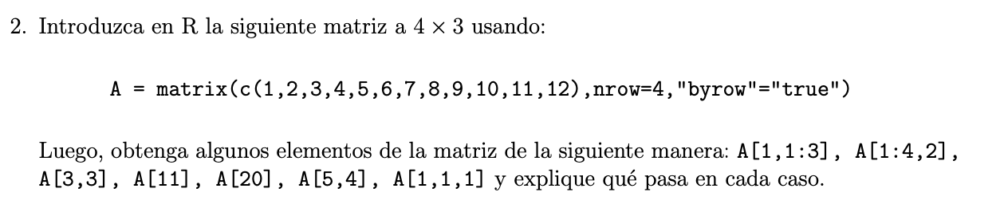 2. Introduzca en R la siguiente matriz a 4 × 3 usando:
A = matrix(c(1,2,3,4,5,6,7,8,9,10,11,12),nrow=4,"byrow"="true")
Luego, obtenga algunos elementos de la matriz de la siguiente manera: A[1,1:3], A[1:4,2],
A[3,3], A[11], A[20], A[5,4], A[1,1,1] y explique qué pasa en cada caso.